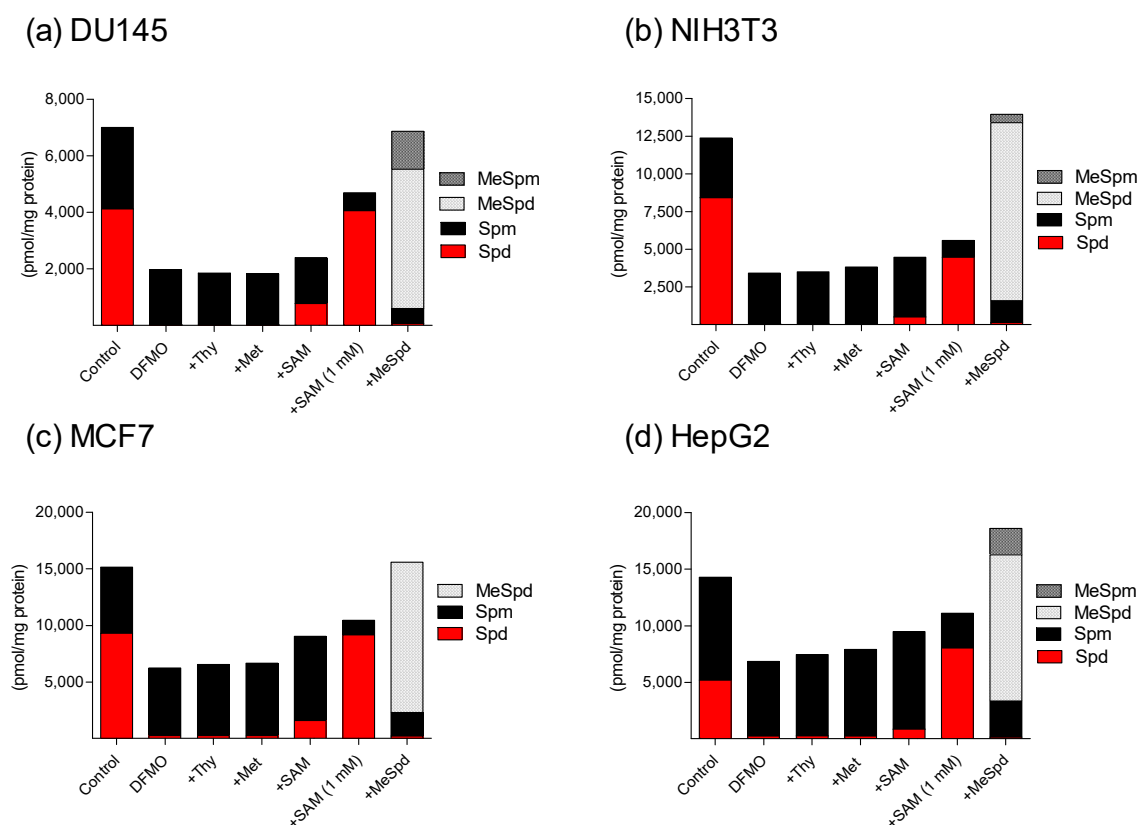 (a) DU145
(pmol/mg protein)
8,000
6,000
4,000
2,000
Control
DFMO
+Thy
+Met
+SAM
+SAM (1 mM)
+MeSpd
MeSpm
MeSpd
Spm
Spd
(b) NIH3T3
(pmol/mg protein)
15,000
12,500
10,000
7,500
5,000
2,500
Control
DFMO
+Thy
+Met
+SAM
+SAM (1 mM)
+MeSpd
MeSpm
MeSpd
Spm
Spd
(c) MCF7
(pmol/mg protein)
20,000
15,000
10,000
5,000
Control
DFMO
+Thy
+Met
+SAM
+SAM (1 mM)
+MeSpd
MeSpd
Spm
Spd
(d) HepG2
(pmol/mg protein)
20,000
15,000
10,000
5,000
Control
DFMO
+Thy
+Met
+SAM
+SAM (1 mM)
+MeSpd
MeSpm
MeSpd
Spm
Spd